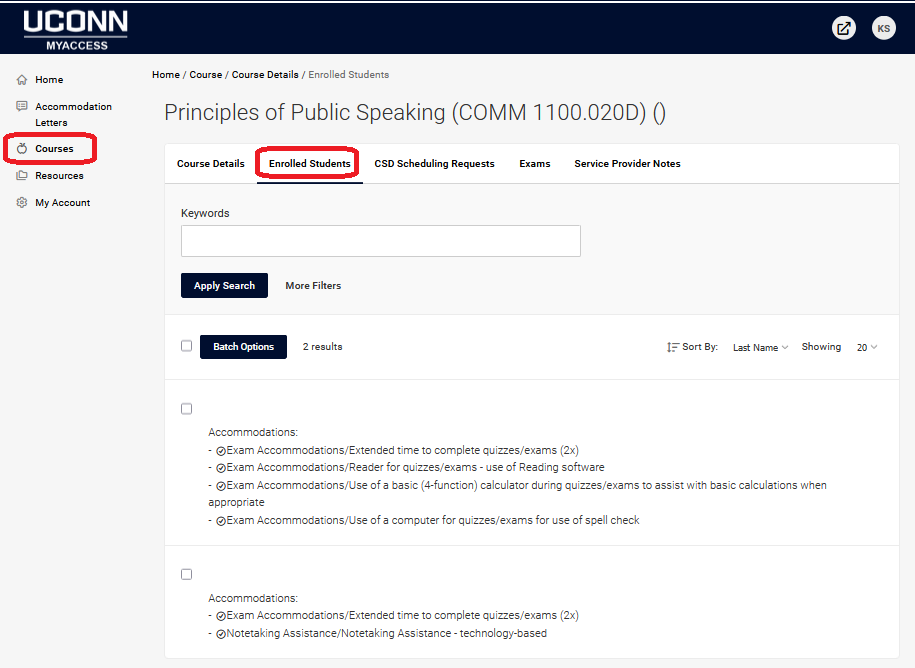 UCONN
MYACCESS
KS
Home
Accommodation
Letters
Courses
Resources
My Account
Home / Course / Course Details / Enrolled Students
Principles of Public Speaking (COMM 1100.020D) ()
Course Details Enrolled Students CSD Scheduling Requests Exams Service Provider Notes
Keywords
Apply Search More Filters
Batch Options 2 results Sort By: Last Name Showing 20
Accommodations:
- Exam Accommodations/Extended time to complete quizzes/exams (2x)
- Exam Accommodations/Reader for quizzes/exams - use of Reading software
- Exam Accommodations/Use of a basic (4-function) calculator during quizzes/exams to assist with basic calculations when
appropriate
- Exam Accommodations/Use of a computer for quizzes/exams for use of spell check
Accommodations:
- Exam Accommodations/Extended time to complete quizzes/exams (2x)
- Notetaking Assistance/Notetaking Assistance - technology-based